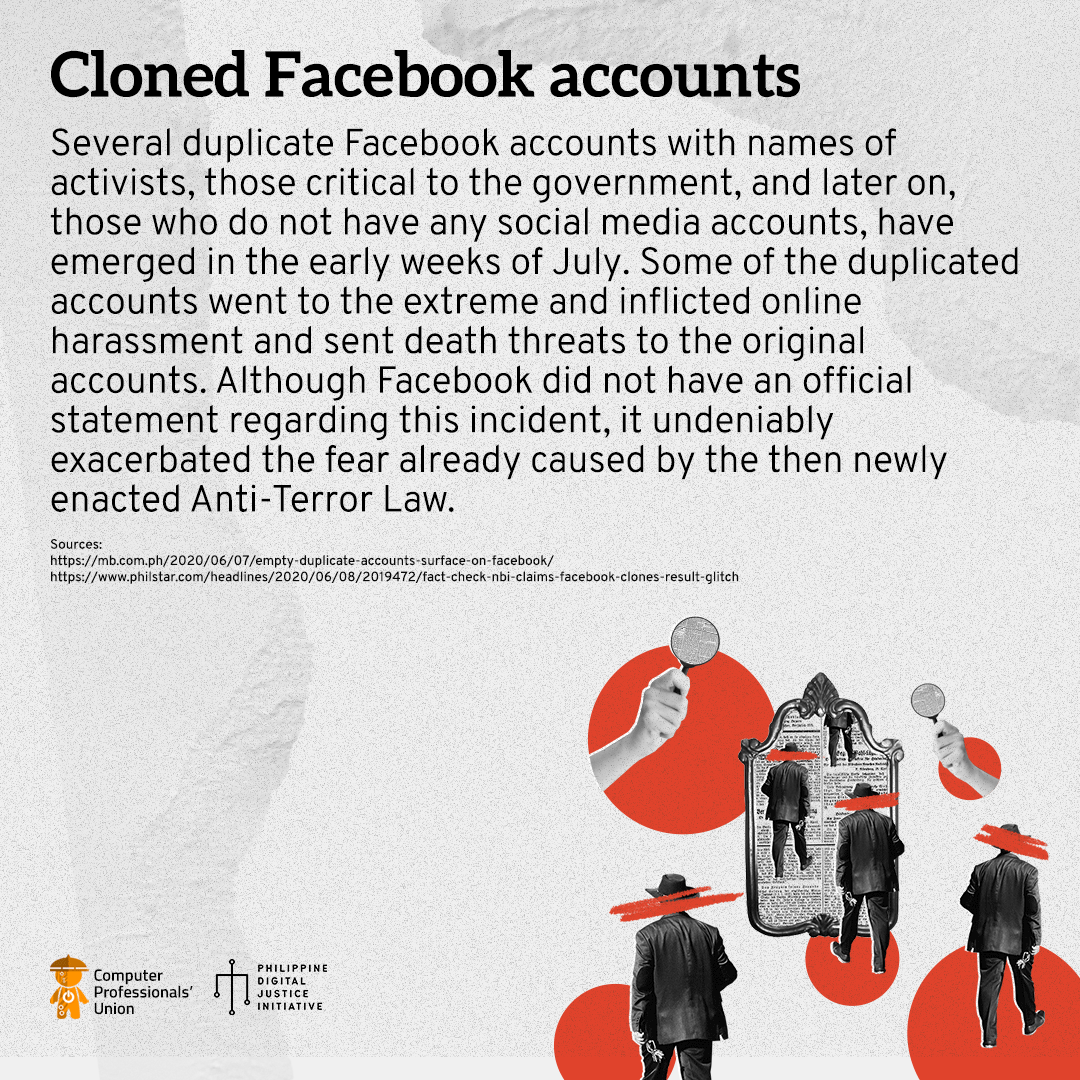 Cloned Facebook accounts
Several duplicate Facebook accounts with names of
activists, those critical to the government, and later on,
those who do not have any social media accounts, have
emerged in the early weeks of July. Some of the duplicated
accounts went to the extreme and inflicted online
harassment and sent death threats to the original
accounts. Although Facebook did not have an official
statement regarding this incident, it undeniably
exacerbated the fear already caused by the then newly
enacted Anti-Terror Law.
Sources:
https://mb.com.ph/2020/06/07/empty-duplicate-accounts-surface-on-facebook/
https://www.philstar.com/headlines/2020/06/08/2019472/fact-check-nbi-claims-facebook-clones-result-glitch
Computer
Professionals'
Union
PHILIPPINE
DIGITAL
JUSTICE
INITIATIVE